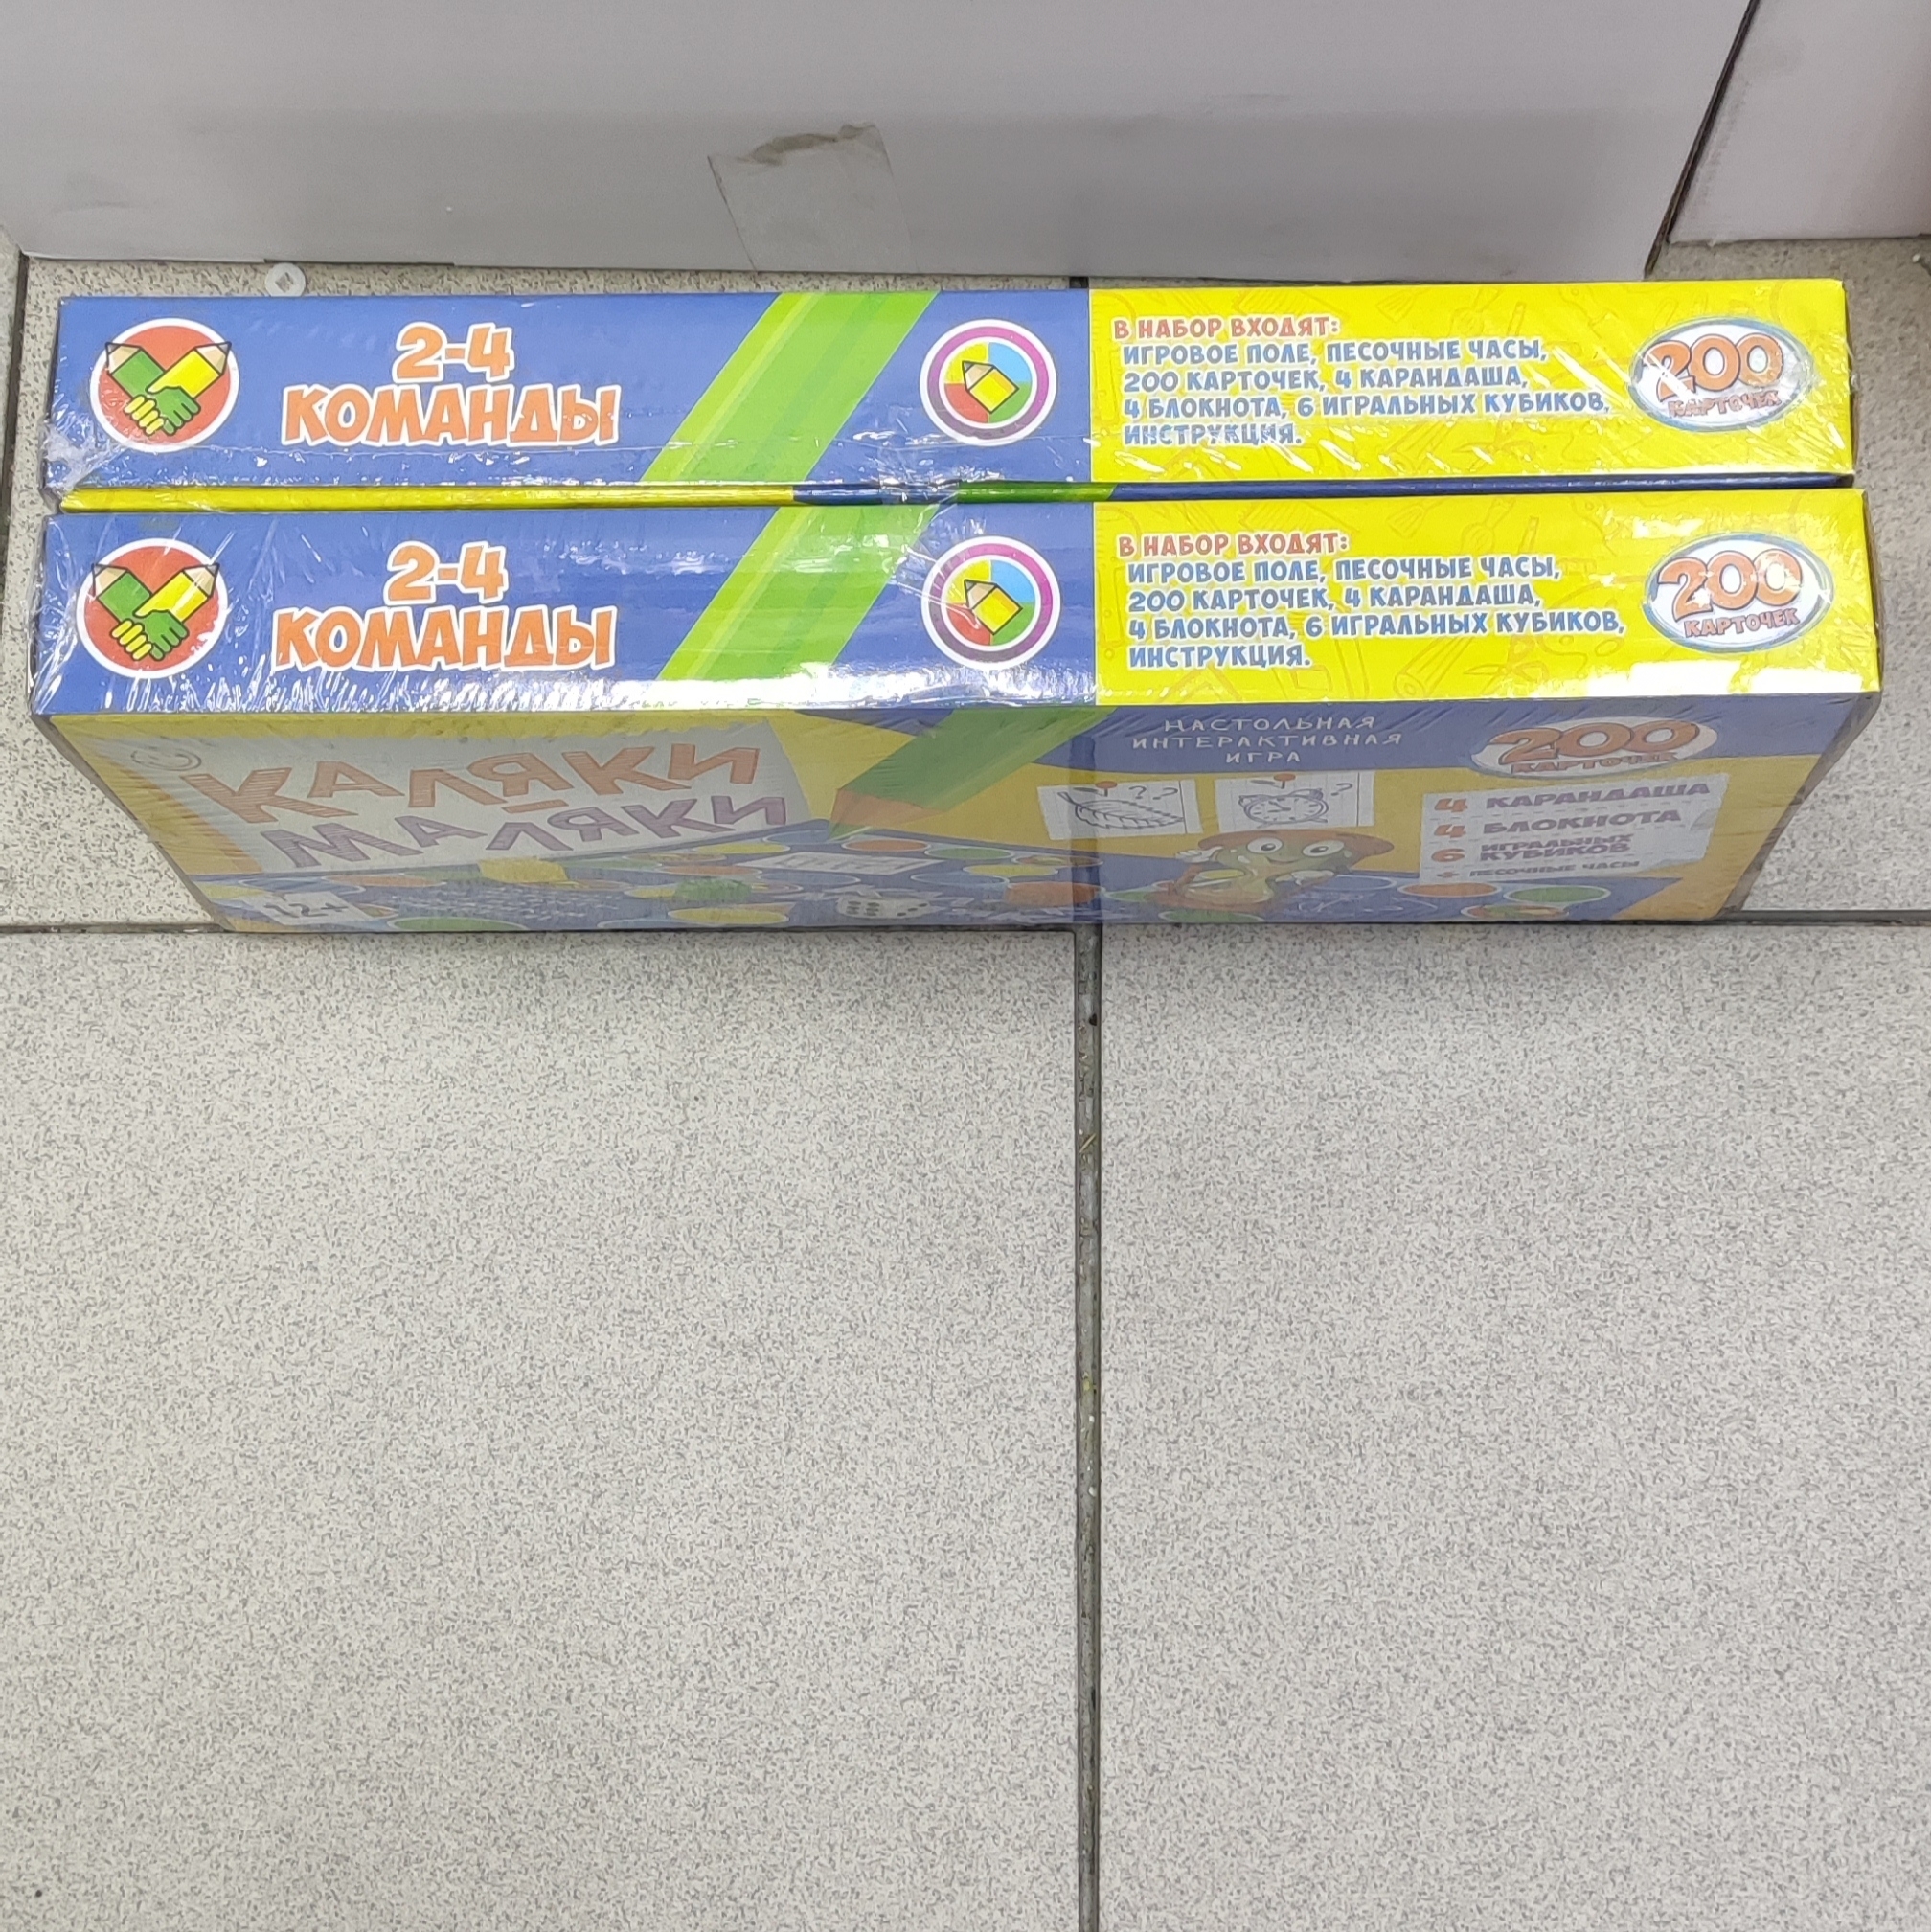 2-4
КОМАНДЫ
В НАБОР ВХОДЯТ:
ИГРОВОЕ ПОЛЕ, ПЕСОЧНЫЕ ЧАСЫ,
200 КАРТОЧЕК, 4 КАРАНДАША,
4 БЛОКНОТА, 6 ИГРАЛЬНЫХ КУБИКОВ,
ИНСТРУКЦИЯ.
200
КАРТОЧЕК
2-4
КОМАНДЫ
В НАБОР ВХОДЯТ:
ИГРОВОЕ ПОЛЕ, ПЕСОЧНЫЕ ЧАСЫ,
200 КАРТОЧЕК, 4 КАРАНДАША,
4 БЛОКНОТА, 6 ИГРАЛЬНЫХ КУБИКОВ,
ИНСТРУКЦИЯ.
200
КАРТОЧЕК
КАЛЯКИ
-
МАЛЯКИ
НАСТОЛЬНАЯ
ИНТЕРАКТИВНАЯ
ИГРА
200
КАРТОЧЕК
? ?
?
4 КАРАНДАША
4 БЛОКНОТА
6 ИГРАЛЬНЫХ
КУБИКОВ
+ ПЕСОЧНЫЕ ЧАСЫ